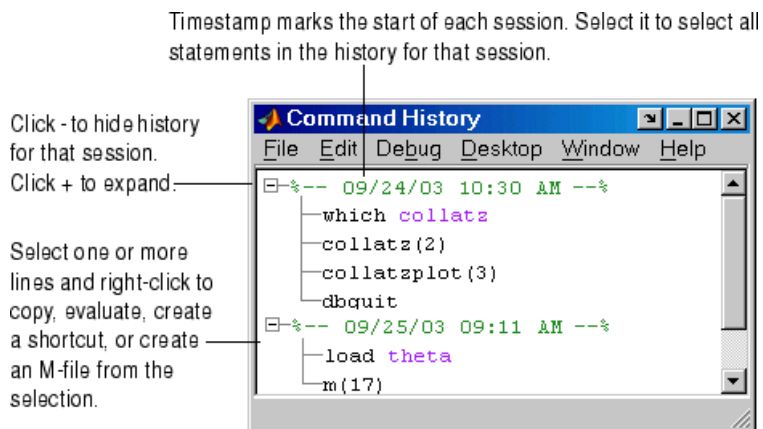 Timestamp marks the start of each session. Select it to select all
statements in the history for that session.
Click - to hide history
for that session.
Click + to expand.
Select one or more
lines and right-click to
copy, evaluate, create
a shortcut, or create
an M-file from the
selection.
Command History
File Edit Debug Desktop Window Help
%-- 09/24/03 10:30 AM --%
which collatz
collatz(2)
collatzplot(3)
dbquit
%-- 09/25/03 09:11 AM --%
load theta
m(17)